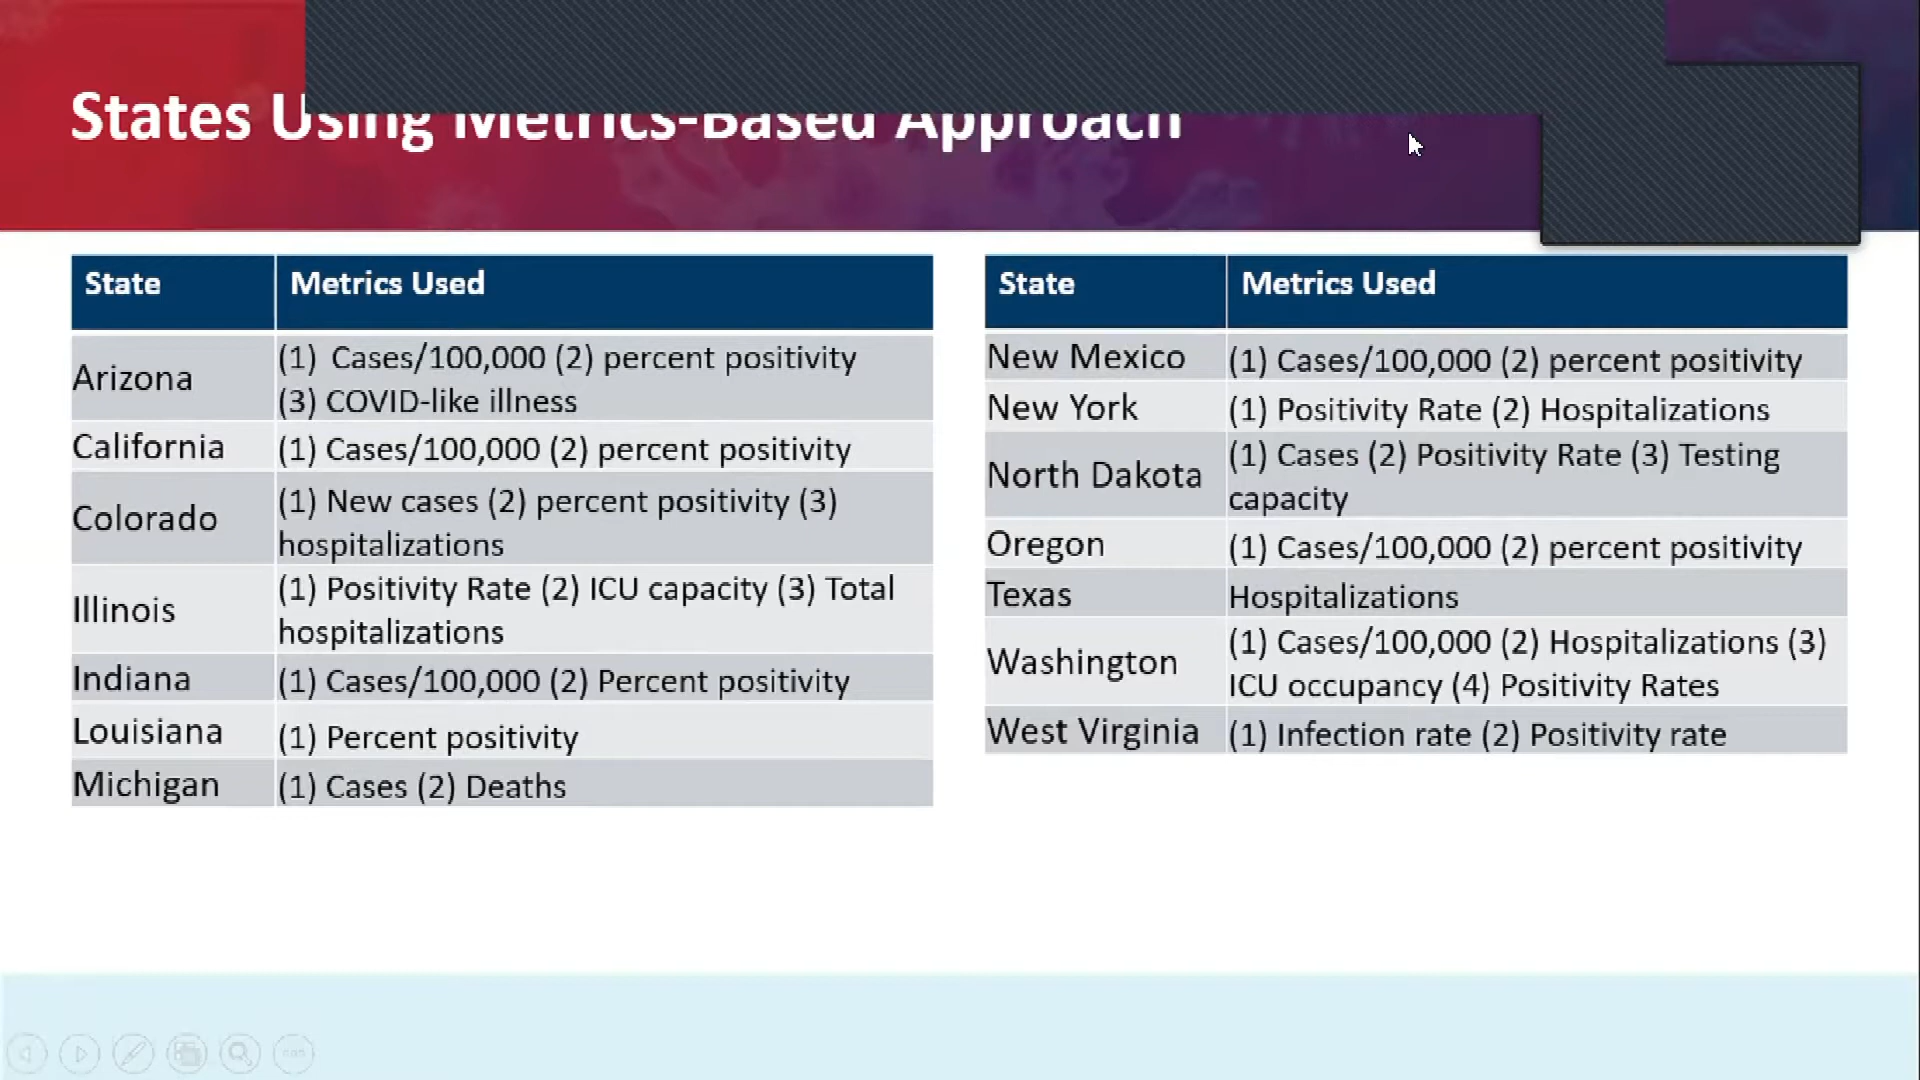 States Using Metrics-Based Approach
State Metrics Used
Arizona (1) Cases/100,000 (2) percent positivity
(3) COVID-like illness
California (1) Cases/100,000 (2) percent positivity
Colorado (1) New cases (2) percent positivity (3)
hospitalizations
Illinois (1) Positivity Rate (2) ICU capacity (3) Total
hospitalizations
Indiana (1) Cases/100,000 (2) Percent positivity
Louisiana (1) Percent positivity
Michigan (1) Cases (2) Deaths
State Metrics Used
New Mexico (1) Cases/100,000 (2) percent positivity
New York (1) Positivity Rate (2) Hospitalizations
North Dakota (1) Cases (2) Positivity Rate (3) Testing
capacity
Oregon (1) Cases/100,000 (2) percent positivity
Texas Hospitalizations
Washington (1) Cases/100,000 (2) Hospitalizations (3)
ICU occupancy (4) Positivity Rates
West Virginia (1) Infection rate (2) Positivity rate